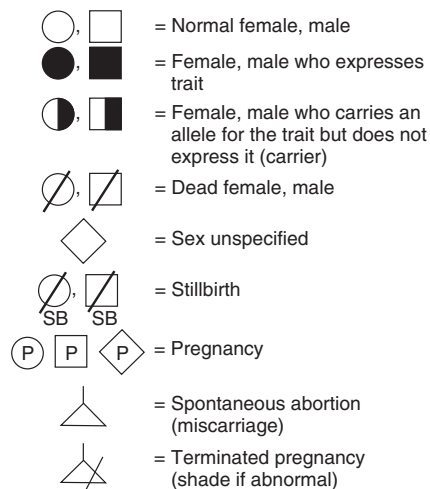 , = Normal female, male
, = Female, male who expresses
trait
, = Female, male who carries an
allele for the trait but does not
express it (carrier)
, = Dead female, male
= Sex unspecified
, = Stillbirth
SB SB
P P P = Pregnancy
= Spontaneous abortion
(miscarriage)
= Terminated pregnancy
(shade if abnormal)